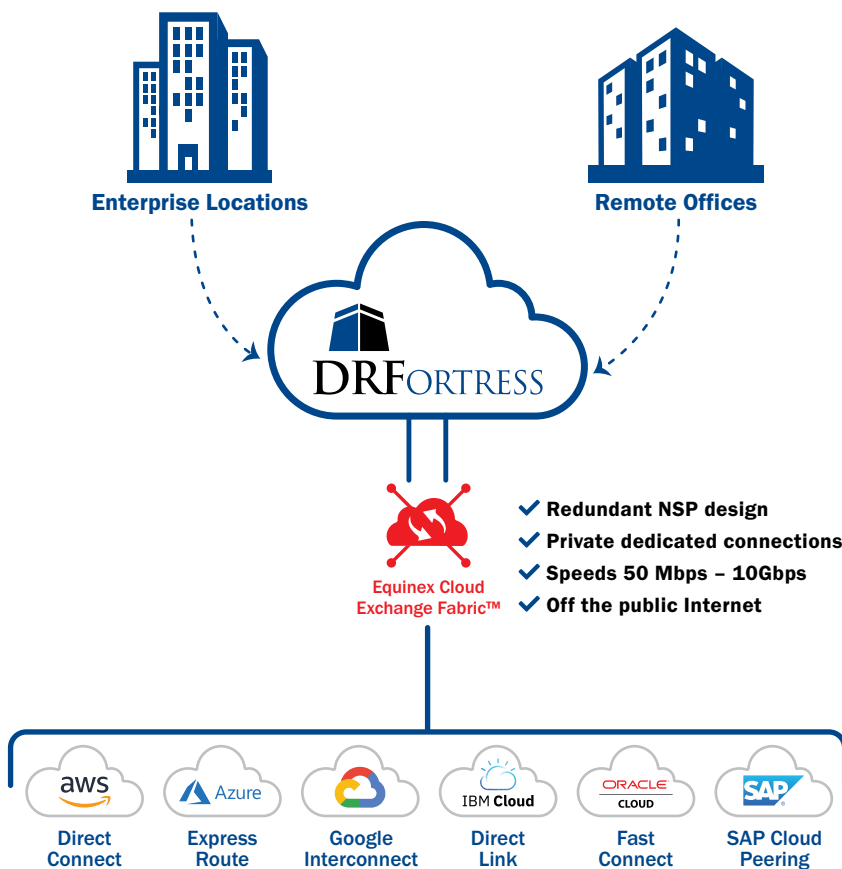 Enterprise Locations
Remote Offices
DRFORTRESS
Equinex Cloud
Exchange Fabric™
Redundant NSP design
Private dedicated connections
Speeds 50 Mbps – 10Gbps
Off the public Internet
aws
Direct
Connect
Azure
Express
Route
Google
Interconnect
IBM Cloud
Direct
Link
ORACLE
CLOUD
Fast
Connect
SAP®
SAP Cloud
Peering